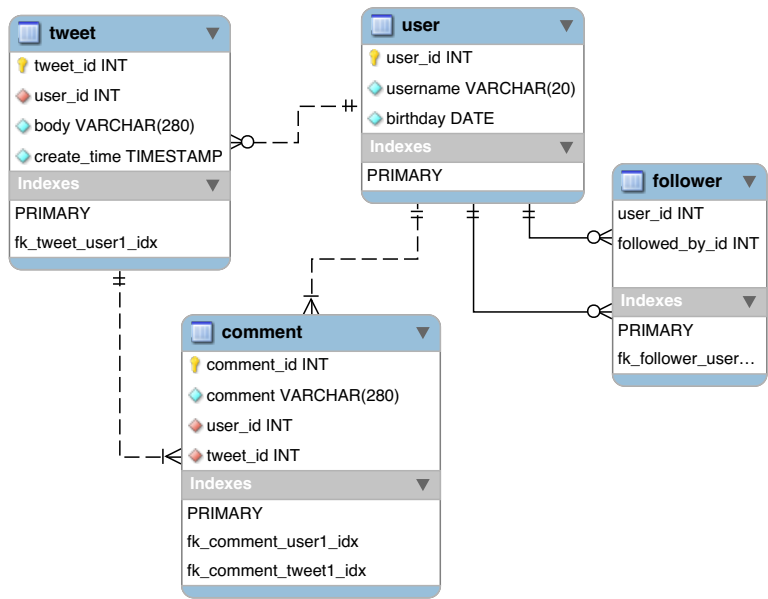 tweet
tweet_id INT
user_id INT
body VARCHAR(280)
create_time TIMESTAMP
Indexes
PRIMARY
fk_tweet_user1_idx
user
user_id INT
username VARCHAR(20)
birthday DATE
Indexes
PRIMARY
follower
user_id INT
followed_by_id INT
Indexes
PRIMARY
fk_follower_user...
comment
comment_id INT
comment VARCHAR(280)
user_id INT
tweet_id INT
Indexes
PRIMARY
fk_comment_user1_idx
fk_comment_tweet1_idx